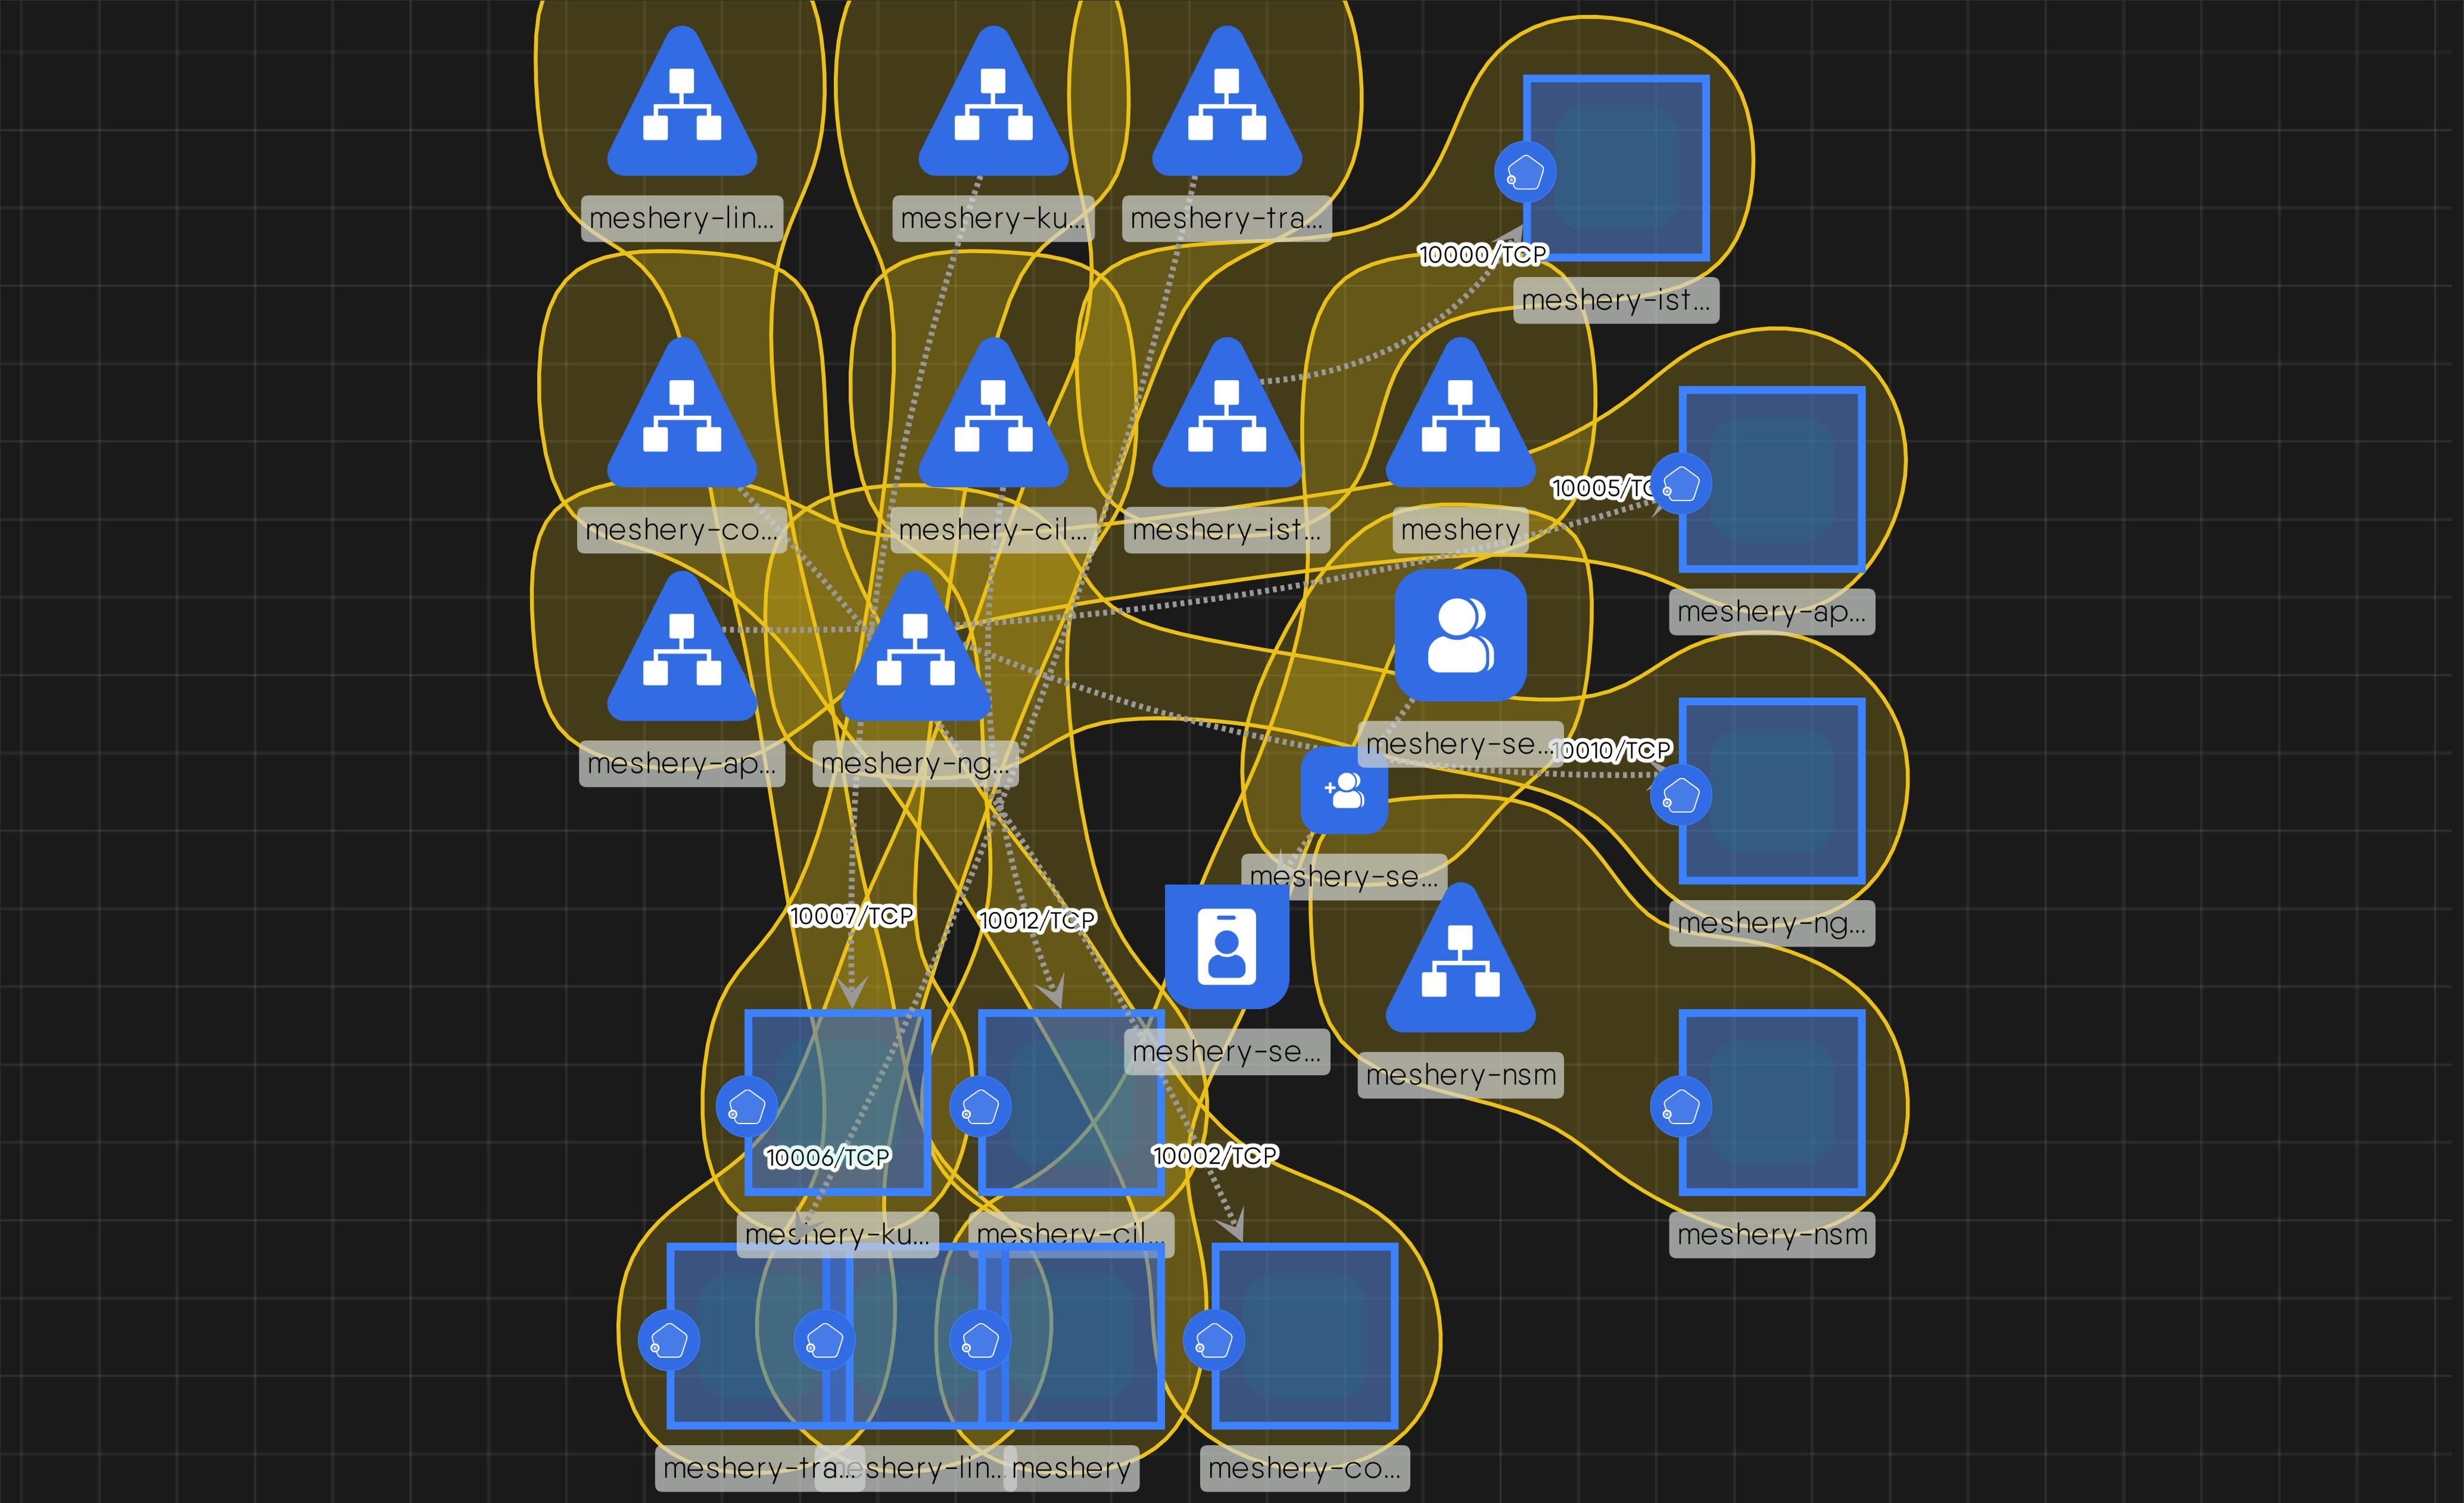 meshery-lin...
meshery-ku...
meshery-tra...
10000/TCP
meshery-ist...
meshery-co...
meshery-cil...
meshery-ist...
meshery
10005/TC
meshery-ap...
meshery-ap...
meshery-ng...
meshery-se...
10010/TCP
meshery-se...
meshery-ng...
10007/TCP
10012/TCP
meshery-se...
meshery-nsm
10006/TCP
10002/TCP
meshery-ku...
meshery-cil...
meshery-nsm
meshery-tra...
eshery-lin...
meshery
meshery-co...